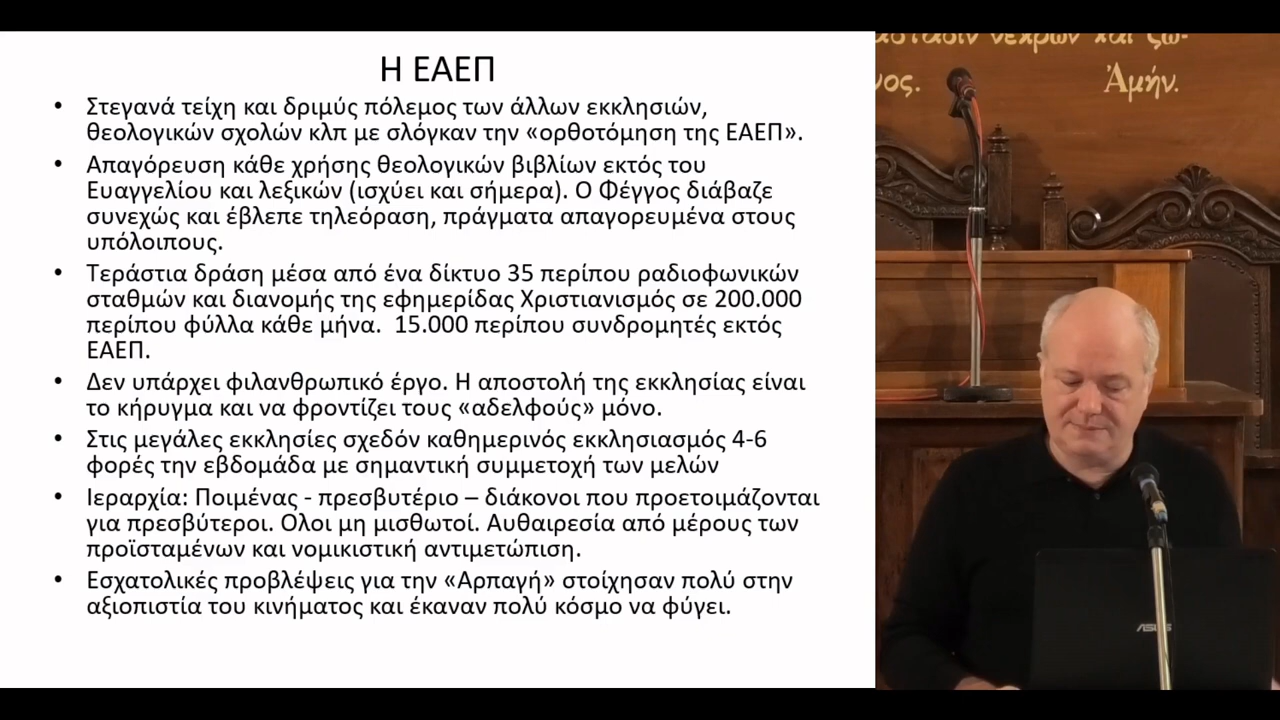 Η ΕΑΕΠ
• Στεγανά τείχη και δριμύς πόλεμος των άλλων εκκλησιών,
θεολογικών σχολών κλπ με σλόγκαν την «ορθοτόμηση της ΕΑΕΠ».
• Απαγόρευση κάθε χρήσης θεολογικών βιβλίων εκτός του
Ευαγγελίου και λεξικών (ισχύει και σήμερα). Ο Φέγγος διάβαζε
συνεχώς και έβλεπε τηλεόραση, πράγματα απαγορευμένα στους
υπόλοιπους.
• Τεράστια δράση μέσα από ένα δίκτυο 35 περίπου ραδιοφωνικών
σταθμών και διανομής της εφημερίδας Χριστιανισμός σε 200.000
περίπου φύλλα κάθε μήνα. 15.000 περίπου συνδρομητές εκτός
ΕΑΕΠ.
• Δεν υπάρχει φιλανθρωπικό έργο. Η αποστολή της εκκλησίας είναι
το κήρυγμα και να φροντίζει τους «αδελφούς» μόνο.
• Στις μεγάλες εκκλησίες σχεδόν καθημερινός εκκλησιασμός 4-6
φορές την εβδομάδα με σημαντική συμμετοχή των μελών
• Ιεραρχία: Ποιμένας - πρεσβυτέριο – διάκονοι που προετοιμάζονται
για πρεσβύτεροι. Ολοι μη μισθωτοί. Αυθαιρεσία από μέρους των
προϊσταμένων και νομικιστική αντιμετώπιση.
• Εσχατολικές προβλέψεις για την «Αρπαγή» στοίχησαν πολύ στην
αξιοπιστία του κινήματος και έκαναν πολύ κόσμο να φύγει.
νεκρῶν καὶ ζω-
Ἀμήν.
ASUS